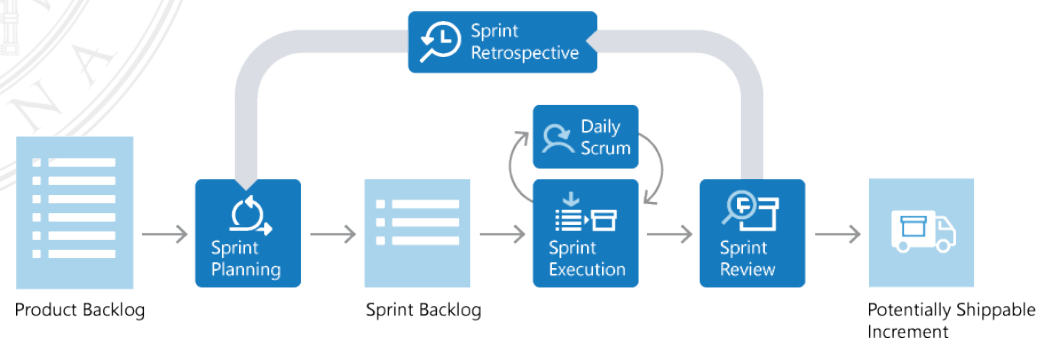 Sprint
Retrospective
Daily
Scrum
Sprint
Planning
Sprint
Execution
Sprint
Review
Product Backlog
Sprint Backlog
Potentially Shippable
Increment